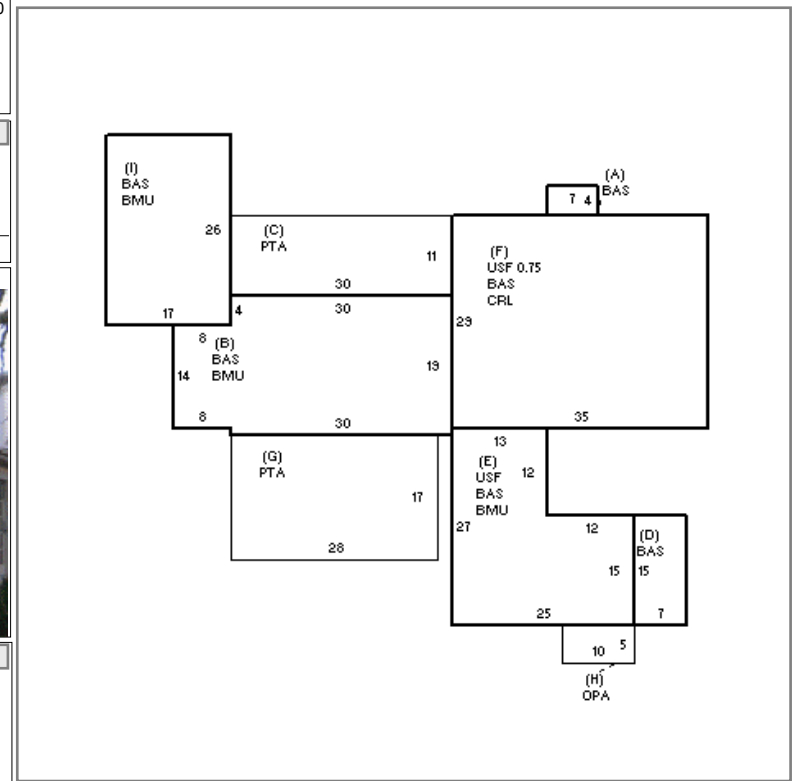 (I)
BAS
BMU
26
17
(C)
PTA
11
30
(A)
BAS
7 4
(F)
USF 0.75
BAS
CRL
29
35
4
30
8
(B)
BAS
BMU
14
19
8
30
(G)
PTA
17
28
13
(E)
USF
BAS
BMU
12
27
12
15
25
(D)
BAS
15
7
10 5
(H)
OPA